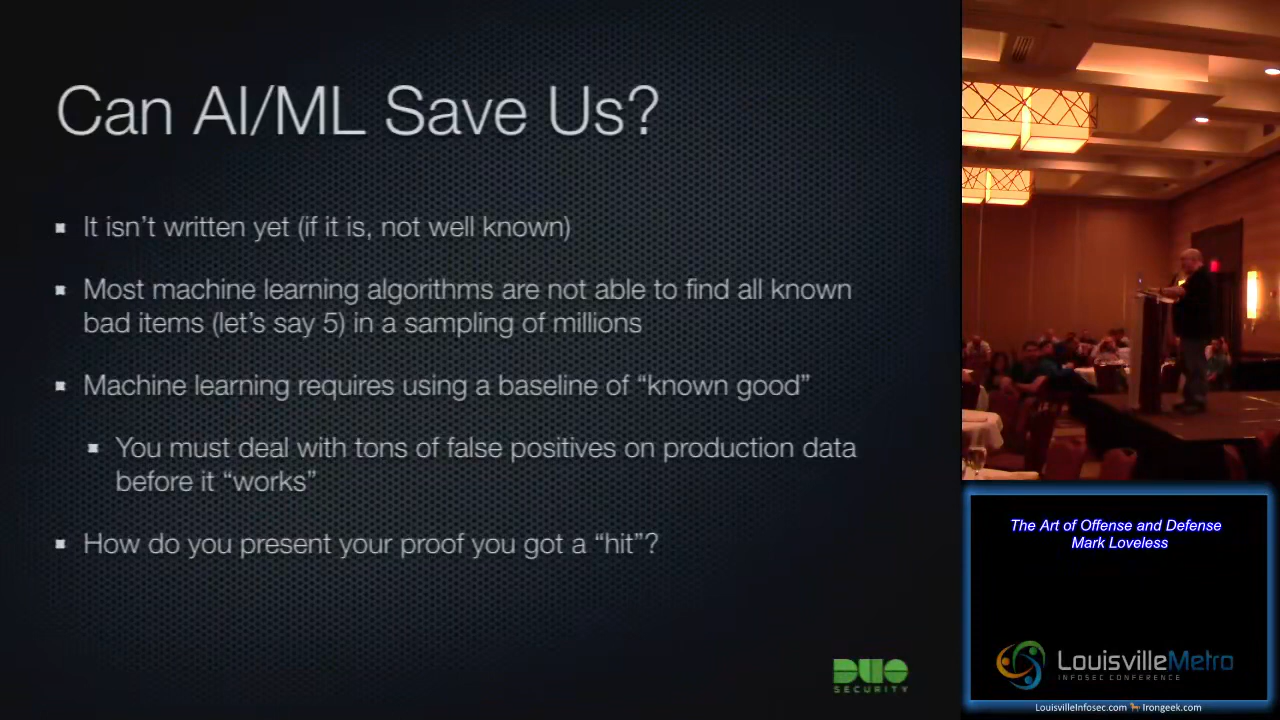 Can AI/ML Save Us?
It isn't written yet (if it is, not well known)
Most machine learning algorithms are not able to find all known
bad items (let's say 5) in a sampling of millions
Machine learning requires using a baseline of “known good”
You must deal with tons of false positives on production data
before it “works”
How do you present your proof you got a “hit”?
DUO
SECURITY
The Art of Offense and Defense
Mark Loveless
LouisvilleMetro
INFOSEC CONFERENCE
LouisvilleInfosec.com Irongeek.com